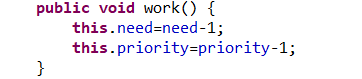 public void work() {
this.need=need-1;
this.priority=priority-1;
}